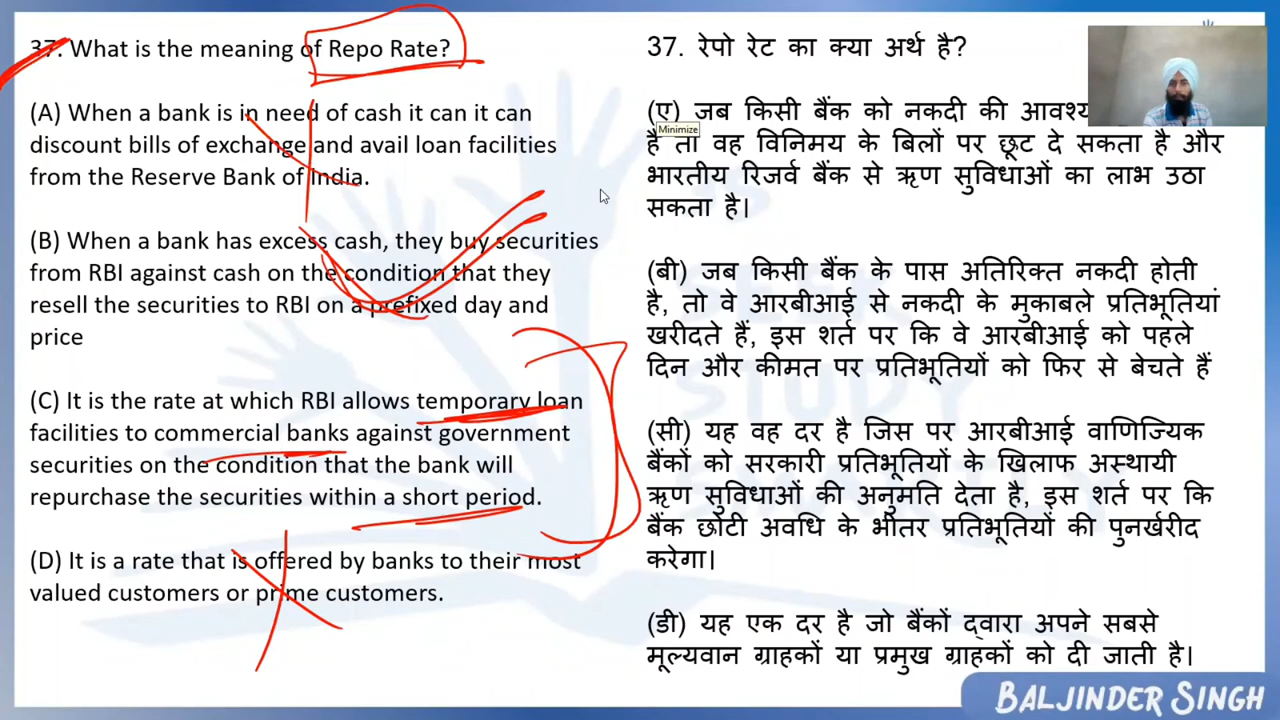 37. What is the meaning of Repo Rate?
(A) When a bank is in need of cash it can it can
discount bills of exchange and avail loan facilities
from the Reserve Bank of India.
(B) When a bank has excess cash, they buy securities
from RBI against cash on the condition that they
resell the securities to RBI on a prefixed day and
price
(C) It is the rate at which RBI allows temporary loan
facilities to commercial banks against government
securities on the condition that the bank will
repurchase the securities within a short period.
(D) It is a rate that is offered by banks to their most
valued customers or prime customers.
37. रेपो रेट का क्या अर्थ है?
(ए) जब किसी बैंक को नकदी की
Minimize
है तो वह विनिमय के बिलों पर छूट दे सकता है और
भारतीय रिजर्व बैंक से ऋण सुविधाओं का लाभ उठा
सकता है।
(बी) जब किसी बैंक के पास अतिरिक्त नकदी होती
है, तो वे आरबीआई से नकदी के मुकाबले प्रतिभूतियां
खरीदते हैं, इस शर्त पर कि वे आरबीआई को पहले
दिन और कीमत पर प्रतिभूतियों को फिर से बेचते हैं
(सी) यह वह दर है जिस पर आरबीआई वाणिज्यिक
बैंकों को सरकारी प्रतिभूतियों के खिलाफ अस्थायी
ऋण सुविधाओं की अनुमति देता है, इस शर्त पर कि
बैंक छोटी अवधि के भीतर प्रतिभूतियों की पुनर्खरीद
करेगा।
(डी) यह एक दर है जो बैंकों द्वारा अपने सबसे
मूल्यवान ग्राहकों या प्रमुख ग्राहकों को दी जाती है।
BALJINDER SINGH